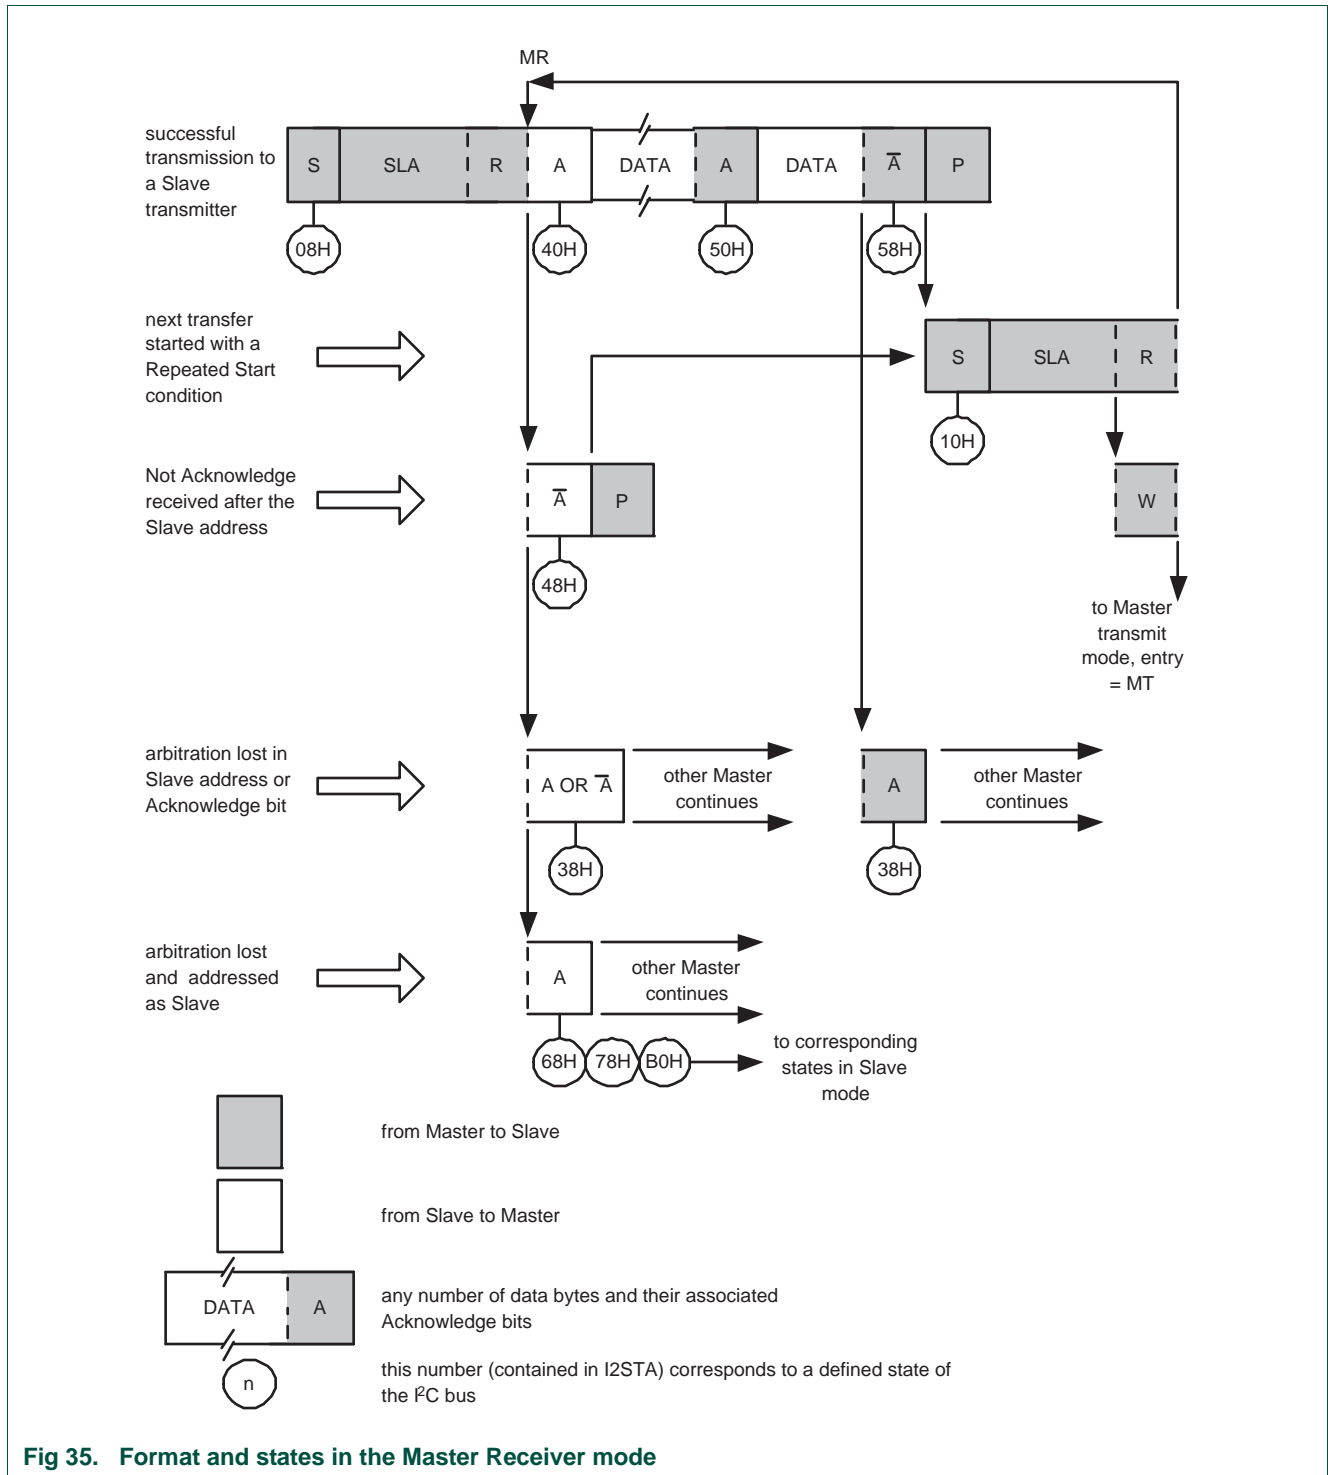 MR
successful
transmission to
a Slave
transmitter
S SLA R A DATA A DATA A̅ P
08H 40H 50H 58H
next transfer
started with a
Repeated Start
condition
S SLA R
10H
Not Acknowledge
received after the
Slave address
A̅ P
W
48H
to Master
transmit
mode, entry
= MT
arbitration lost in
Slave address or
Acknowledge bit
A OR A̅
other Master
continues
A
other Master
continues
38H 38H
arbitration lost
and addressed
as Slave
A
other Master
continues
68H 78H B0H
to corresponding
states in Slave
mode
from Master to Slave
from Slave to Master
DATA A
any number of data bytes and their associated
Acknowledge bits
n
this number (contained in I2STA) corresponds to a defined state of
the I²C bus
Fig 35. Format and states in the Master Receiver mode